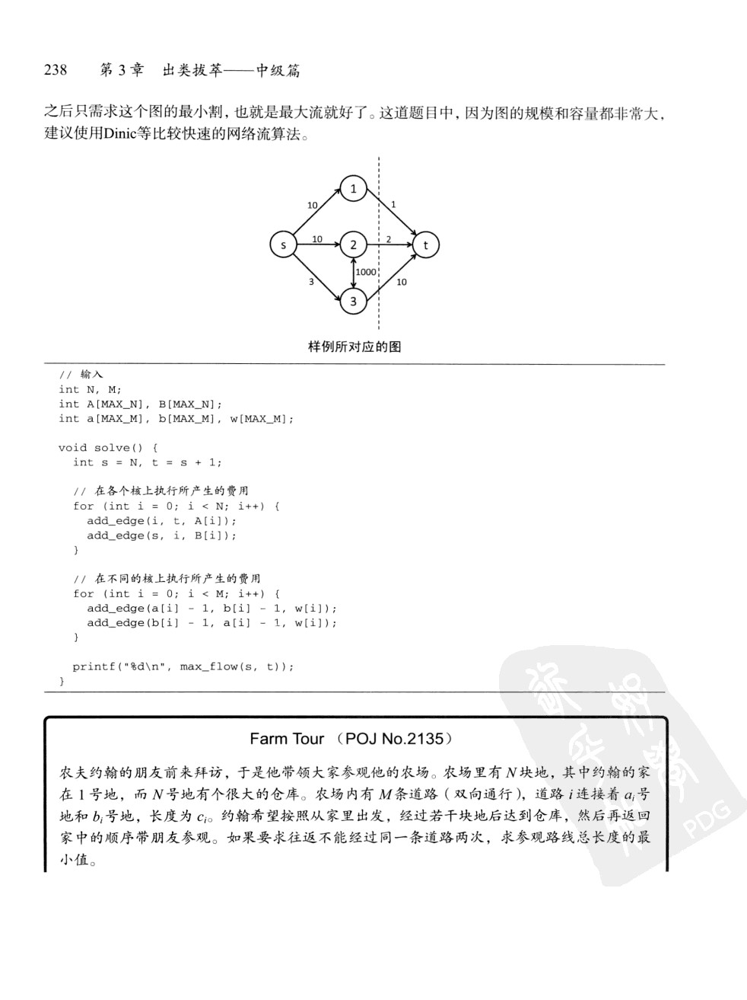 238 第 3 章 出类拔萃——中级篇
之后只需求这个图的最小割，也就是最大流就好了。这道题目中，因为图的规模和容量都非常大，
建议使用Dinic等比较快速的网络流算法。
1
10
1
s
10
2
2
t
1000
3
10
3
样例所对应的图
// 输入
int N, M;
int A[MAX_N], B[MAX_N];
int a[MAX_M], b[MAX_M], w[MAX_M];
void solve() {
int s = N, t = s + 1;
// 在各个核上执行所产生的费用
for (int i = 0; i < N; i++) {
add_edge(i, t, A[i]);
add_edge(s, i, B[i]);
}
// 在不同的核上执行所产生的费用
for (int i = 0; i < M; i++) {
add_edge(a[i] - 1, b[i] - 1, w[i]);
add_edge(b[i] - 1, a[i] - 1, w[i]);
}
printf("%d\n", max_flow(s, t));
}
Farm Tour （POJ No.2135）
农夫约翰的朋友前来拜访，于是他带领大家参观他的农场。农场里有 N 块地，其中约翰的家
在 1 号地，而 N 号地有个很大的仓库。农场内有 M 条道路（双向通行），道路 i 连接着 ai 号
地和 bi 号地，长度为 ci。约翰希望按照从家里出发，经过若干块地后达到仓库，然后再返回
家中的顺序带朋友参观。如果要求往返不能经过同一条道路两次，求参观路线总长度的最
小值。
PDG